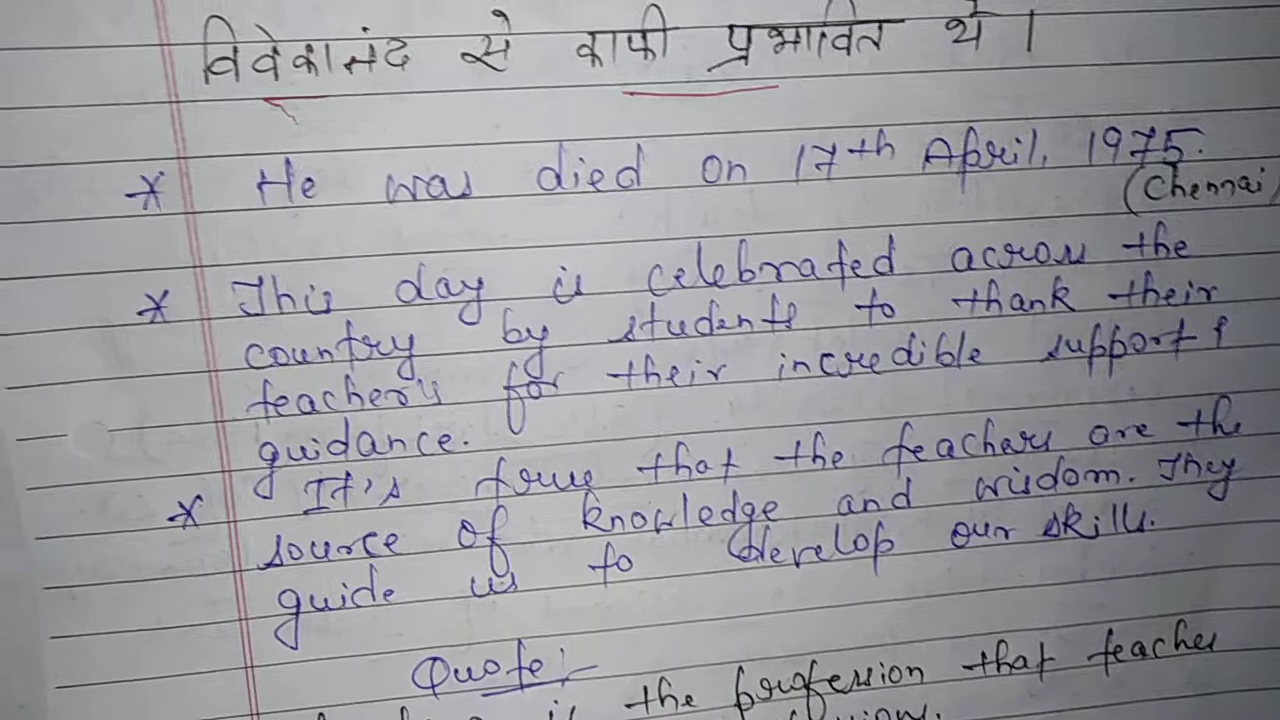 विवेकानंद से काफी प्रभावित थे।
* He was died on 17th April, 1975.
(Chennai)
* This day is celebrated across the
country by students to thank their
teacher's for their incredible support &
guidance.
* It's true that the teachers are the
source of knowledge and wisdom. They
guide us to develop our skills.
Quote:-
is the profession that teaches